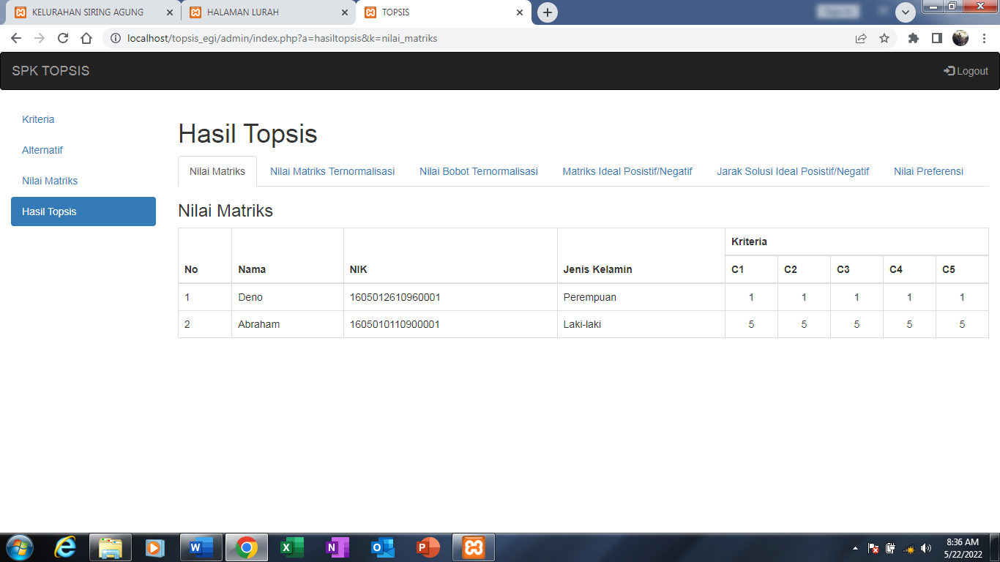 KELURAHAN SIRING AGUNG
HALAMAN LURAH
TOPSIS
localhost/topsis_egi/admin/index.php?a=hasiltopsis&k=nilai_matriks
SPK TOPSIS
Logout
Kriteria
Alternatif
Nilai Matriks
Hasil Topsis
Hasil Topsis
Nilai Matriks Nilai Matriks Ternormalisasi Nilai Bobot Ternormalisasi Matriks Ideal Posistif/Negatif Jarak Solusi Ideal Posistif/Negatif Nilai Preferensi
Nilai Matriks
Kriteria
No Nama NIK Jenis Kelamin C1 C2 C3 C4 C5
1 Deno 1605012610960001 Perempuan 1 1 1 1 1
2 Abraham 1605010110900001 Laki-laki 5 5 5 5 5
8:36 AM
5/22/2022